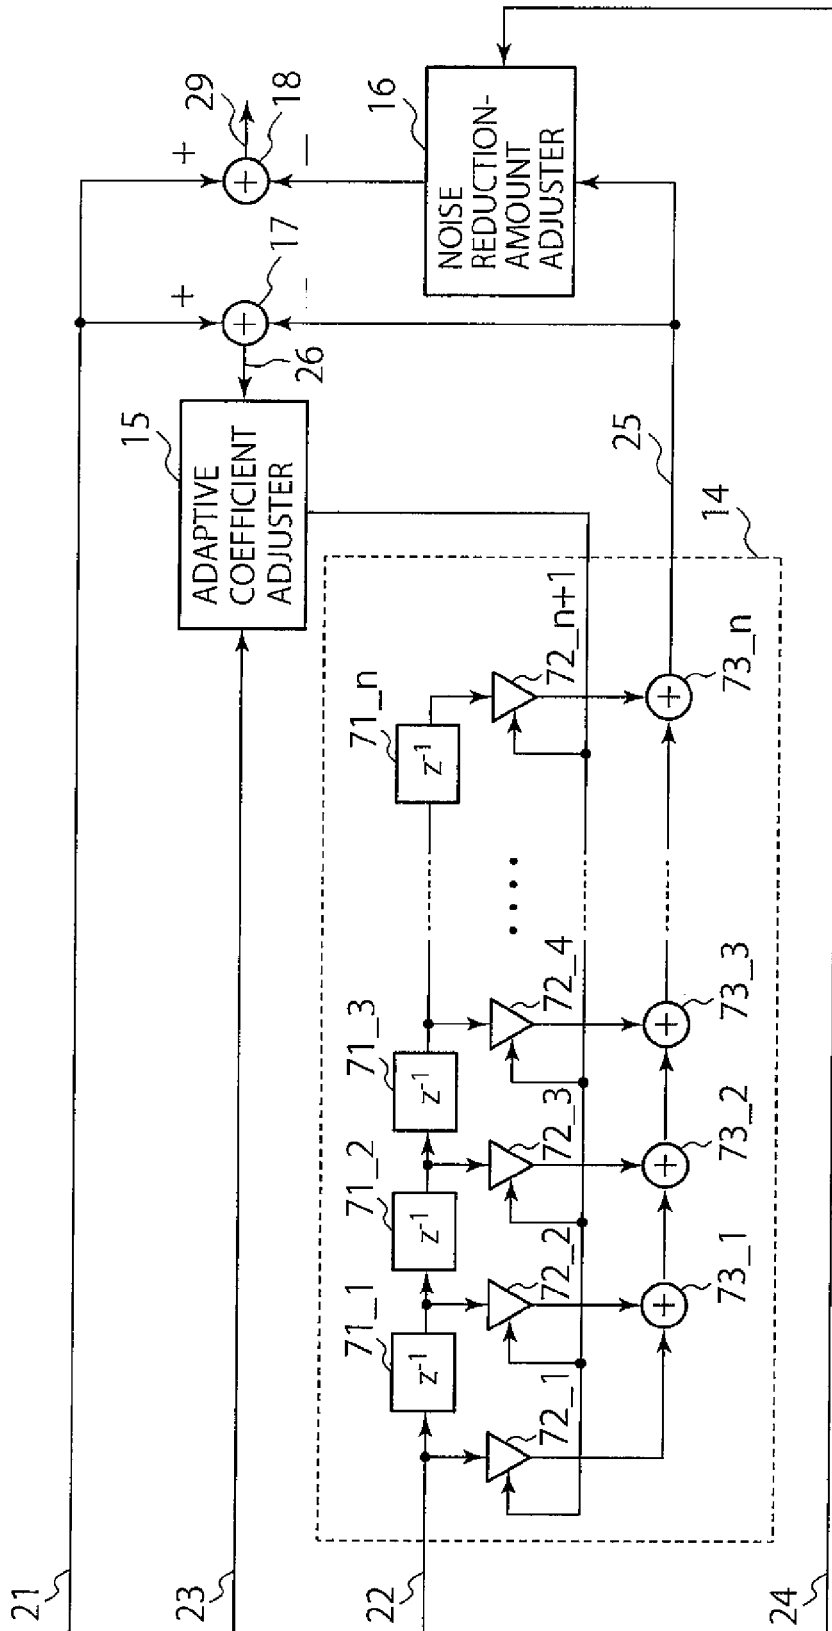 21
+
29
18
−
16
NOISE
REDUCTION-
AMOUNT
ADJUSTER
+
17
−
26
23
15
ADAPTIVE
COEFFICIENT
ADJUSTER
25
14
22
71_1
z⁻¹
71_2
z⁻¹
71_3
z⁻¹
71_n
z⁻¹
72_1
72_2
72_3
72_4
....
72_n+1
+
73_1
+
73_2
+
73_3
+
73_n
+
+
24